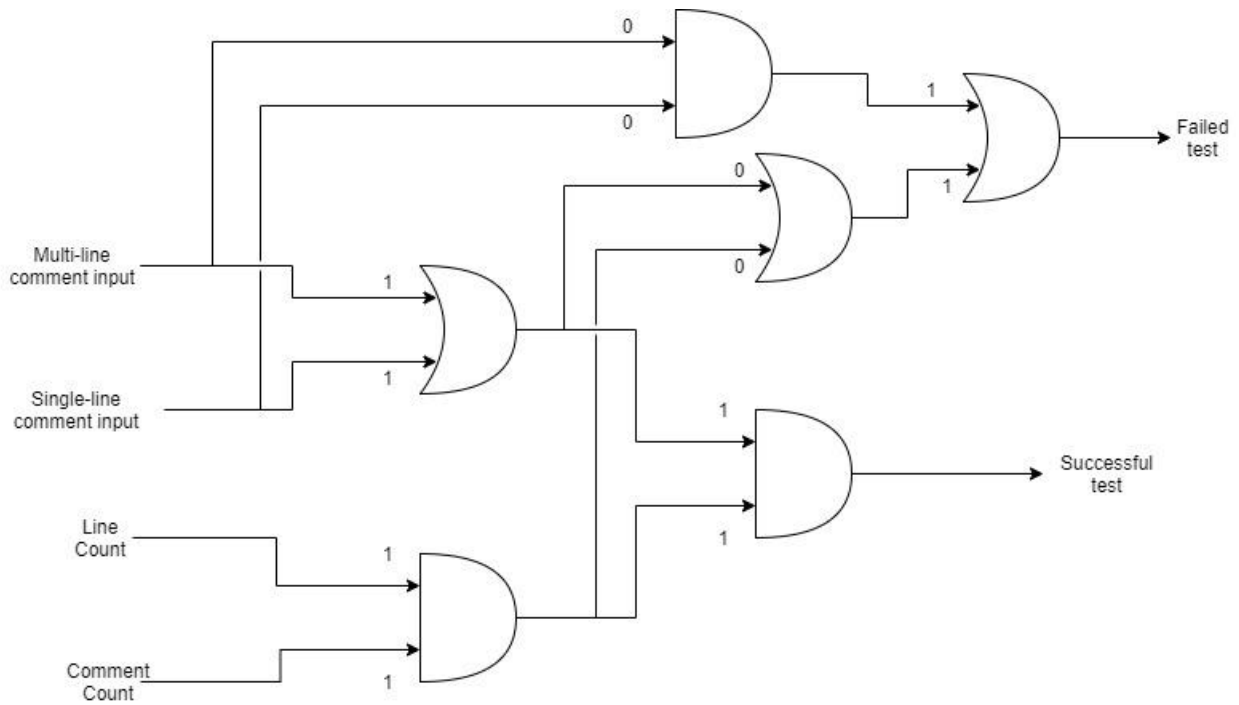 0
0
1
Failed
test
0
1
0
Multi-line
comment input
1
Single-line
comment input
1
1
Successful
test
Line
Count
1
1
Comment
Count
1